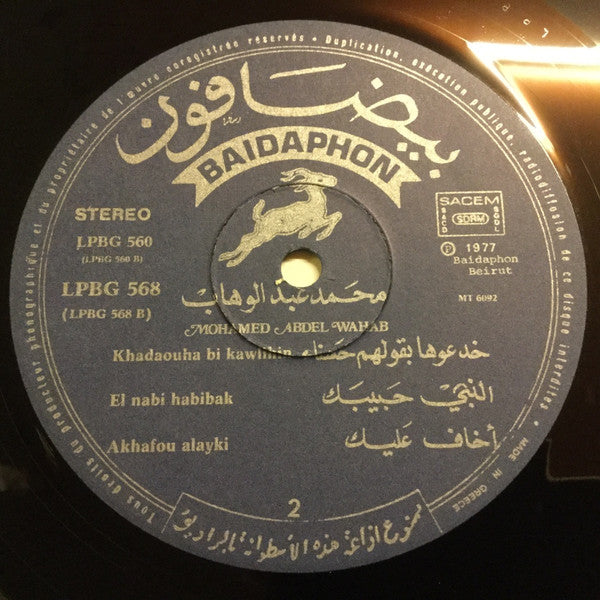 Tous droits du producteur phonographique et du propriétaire de l'œuvre enregistrée réservés • Duplication, exécution publique, radiodiffusion de ce disque interdites •
MADE IN GREECE
بيضافون
BAIDAPHON
STEREO
LPBG 560
(LPBG 560 B)
LPBG 568
(LPBG 568 B)
SACEM
SACD
SDRM
SGDL
℗ 1977
Baidaphon
Beirut
MT 6092
محمد عبد الوهاب
MOHAMED ABDEL WAHAB
Khadaouha bi kawlihin خدعوها بقولهم حسناء
El nabi habibak النبي حبيبك
Akhafou alayki أخاف عليك
2
ممنوع اذاعة هذه الأسطوانة بالراديو